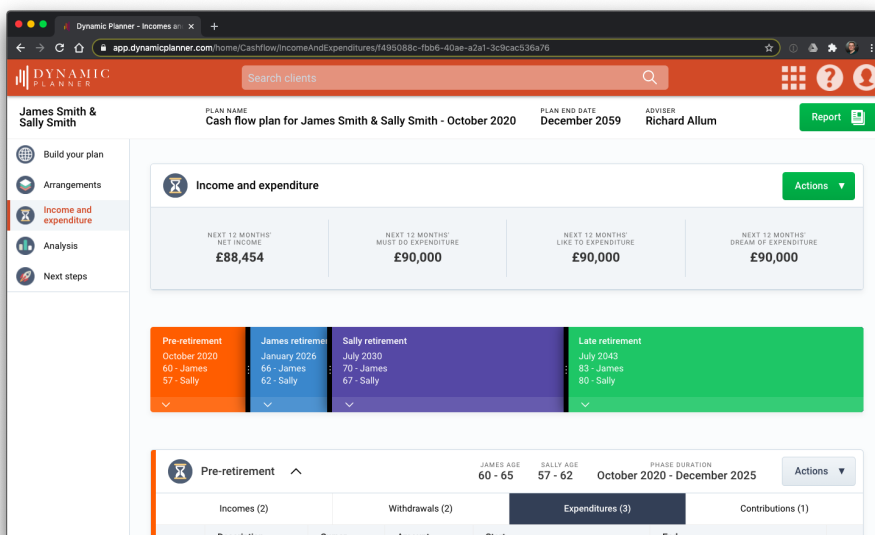 Dynamic Planner - Incomes an
app.dynamicplanner.com/home/Cashflow/IncomeAndExpenditures/f495088c-fbb6-40ae-a2a1-3c9cac536a76
DYNAMIC
PLANNER
Search clients
James Smith &
Sally Smith
PLAN NAME
Cash flow plan for James Smith & Sally Smith - October 2020
PLAN END DATE
December 2059
ADVISER
Richard Allum
Report
Build your plan
Arrangements
Income and
expenditure
Analysis
Next steps
Income and expenditure
Actions
NEXT 12 MONTHS'
NET INCOME
£88,454
NEXT 12 MONTHS'
MUST DO EXPENDITURE
£90,000
NEXT 12 MONTHS'
LIKE TO EXPENDITURE
£90,000
NEXT 12 MONTHS'
DREAM OF EXPENDITURE
£90,000
Pre-retirement
October 2020
60 - James
57 - Sally
James retireme
January 2026
66 - James
62 - Sally
Sally retirement
July 2030
70 - James
67 - Sally
Late retirement
July 2043
83 - James
80 - Sally
Pre-retirement
JAMES AGE
60 - 65
SALLY AGE
57 - 62
PHASE DURATION
October 2020 - December 2025
Actions
Incomes (2)
Withdrawals (2)
Expenditures (3)
Contributions (1)